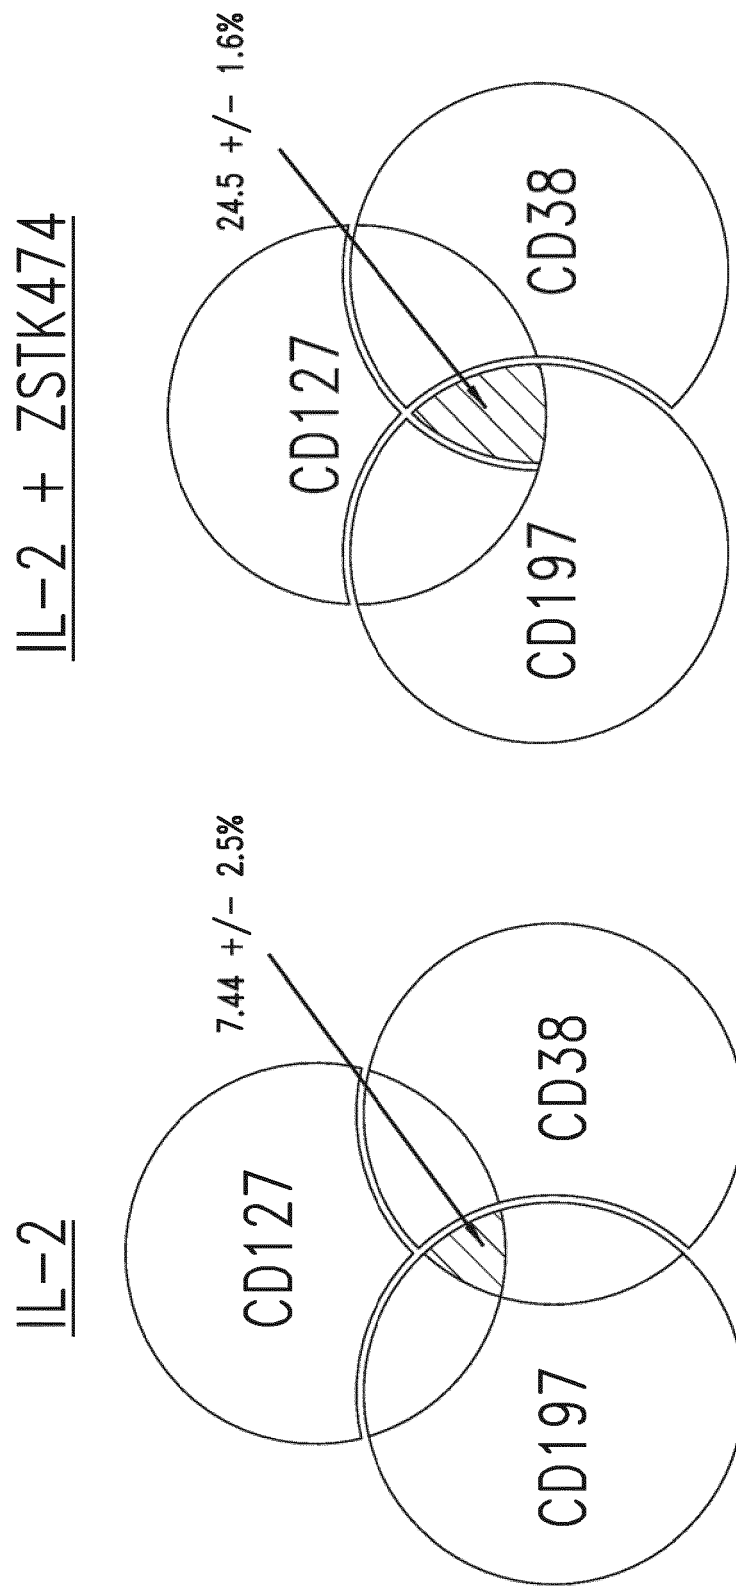 IL-2
7.44 +/- 2.5%
CD127
CD197
CD38
IL-2 + ZSTK474
24.5 +/- 1.6%
CD127
CD197
CD38